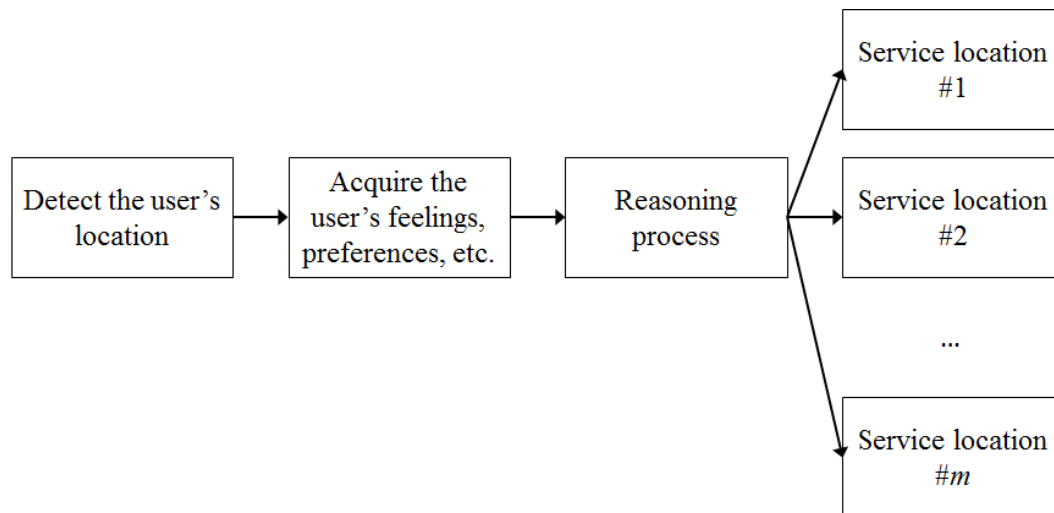 Detect the user’s
location
Acquire the
user’s feelings,
preferences, etc.
Reasoning
process
Service location
#1
Service location
#2
...
Service location
#m